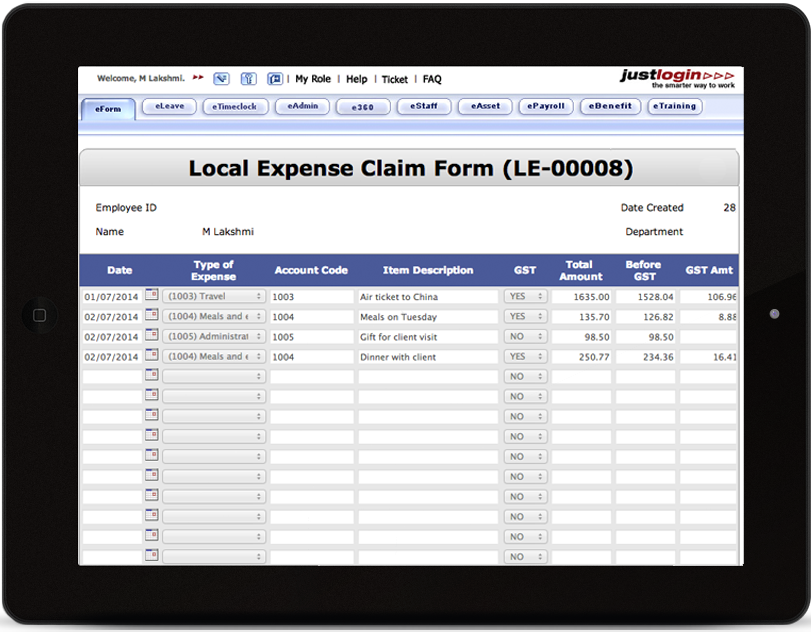 Welcome, M Lakshmi. My Role | Help | Ticket | FAQ
justlogin
the smarter way to work
eForm eLeave eTimeclock eAdmin e360 eStaff eAsset ePayroll eBenefit eTraining
Local Expense Claim Form (LE-00008)
Employee ID Date Created 28
Name M Lakshmi Department
Date Type of Expense Account Code Item Description GST Total Amount Before GST GST Amt
01/07/2014 (1003) Travel 1003 Air ticket to China YES 1635.00 1528.04 106.96
02/07/2014 (1004) Meals and e 1004 Meals on Tuesday YES 135.70 126.82 8.88
02/07/2014 (1005) Administrat 1005 Gift for client visit NO 98.50 98.50
02/07/2014 (1004) Meals and e 1004 Dinner with client YES 250.77 234.36 16.41
NO
NO
NO
NO
NO
NO
NO
NO
NO
NO